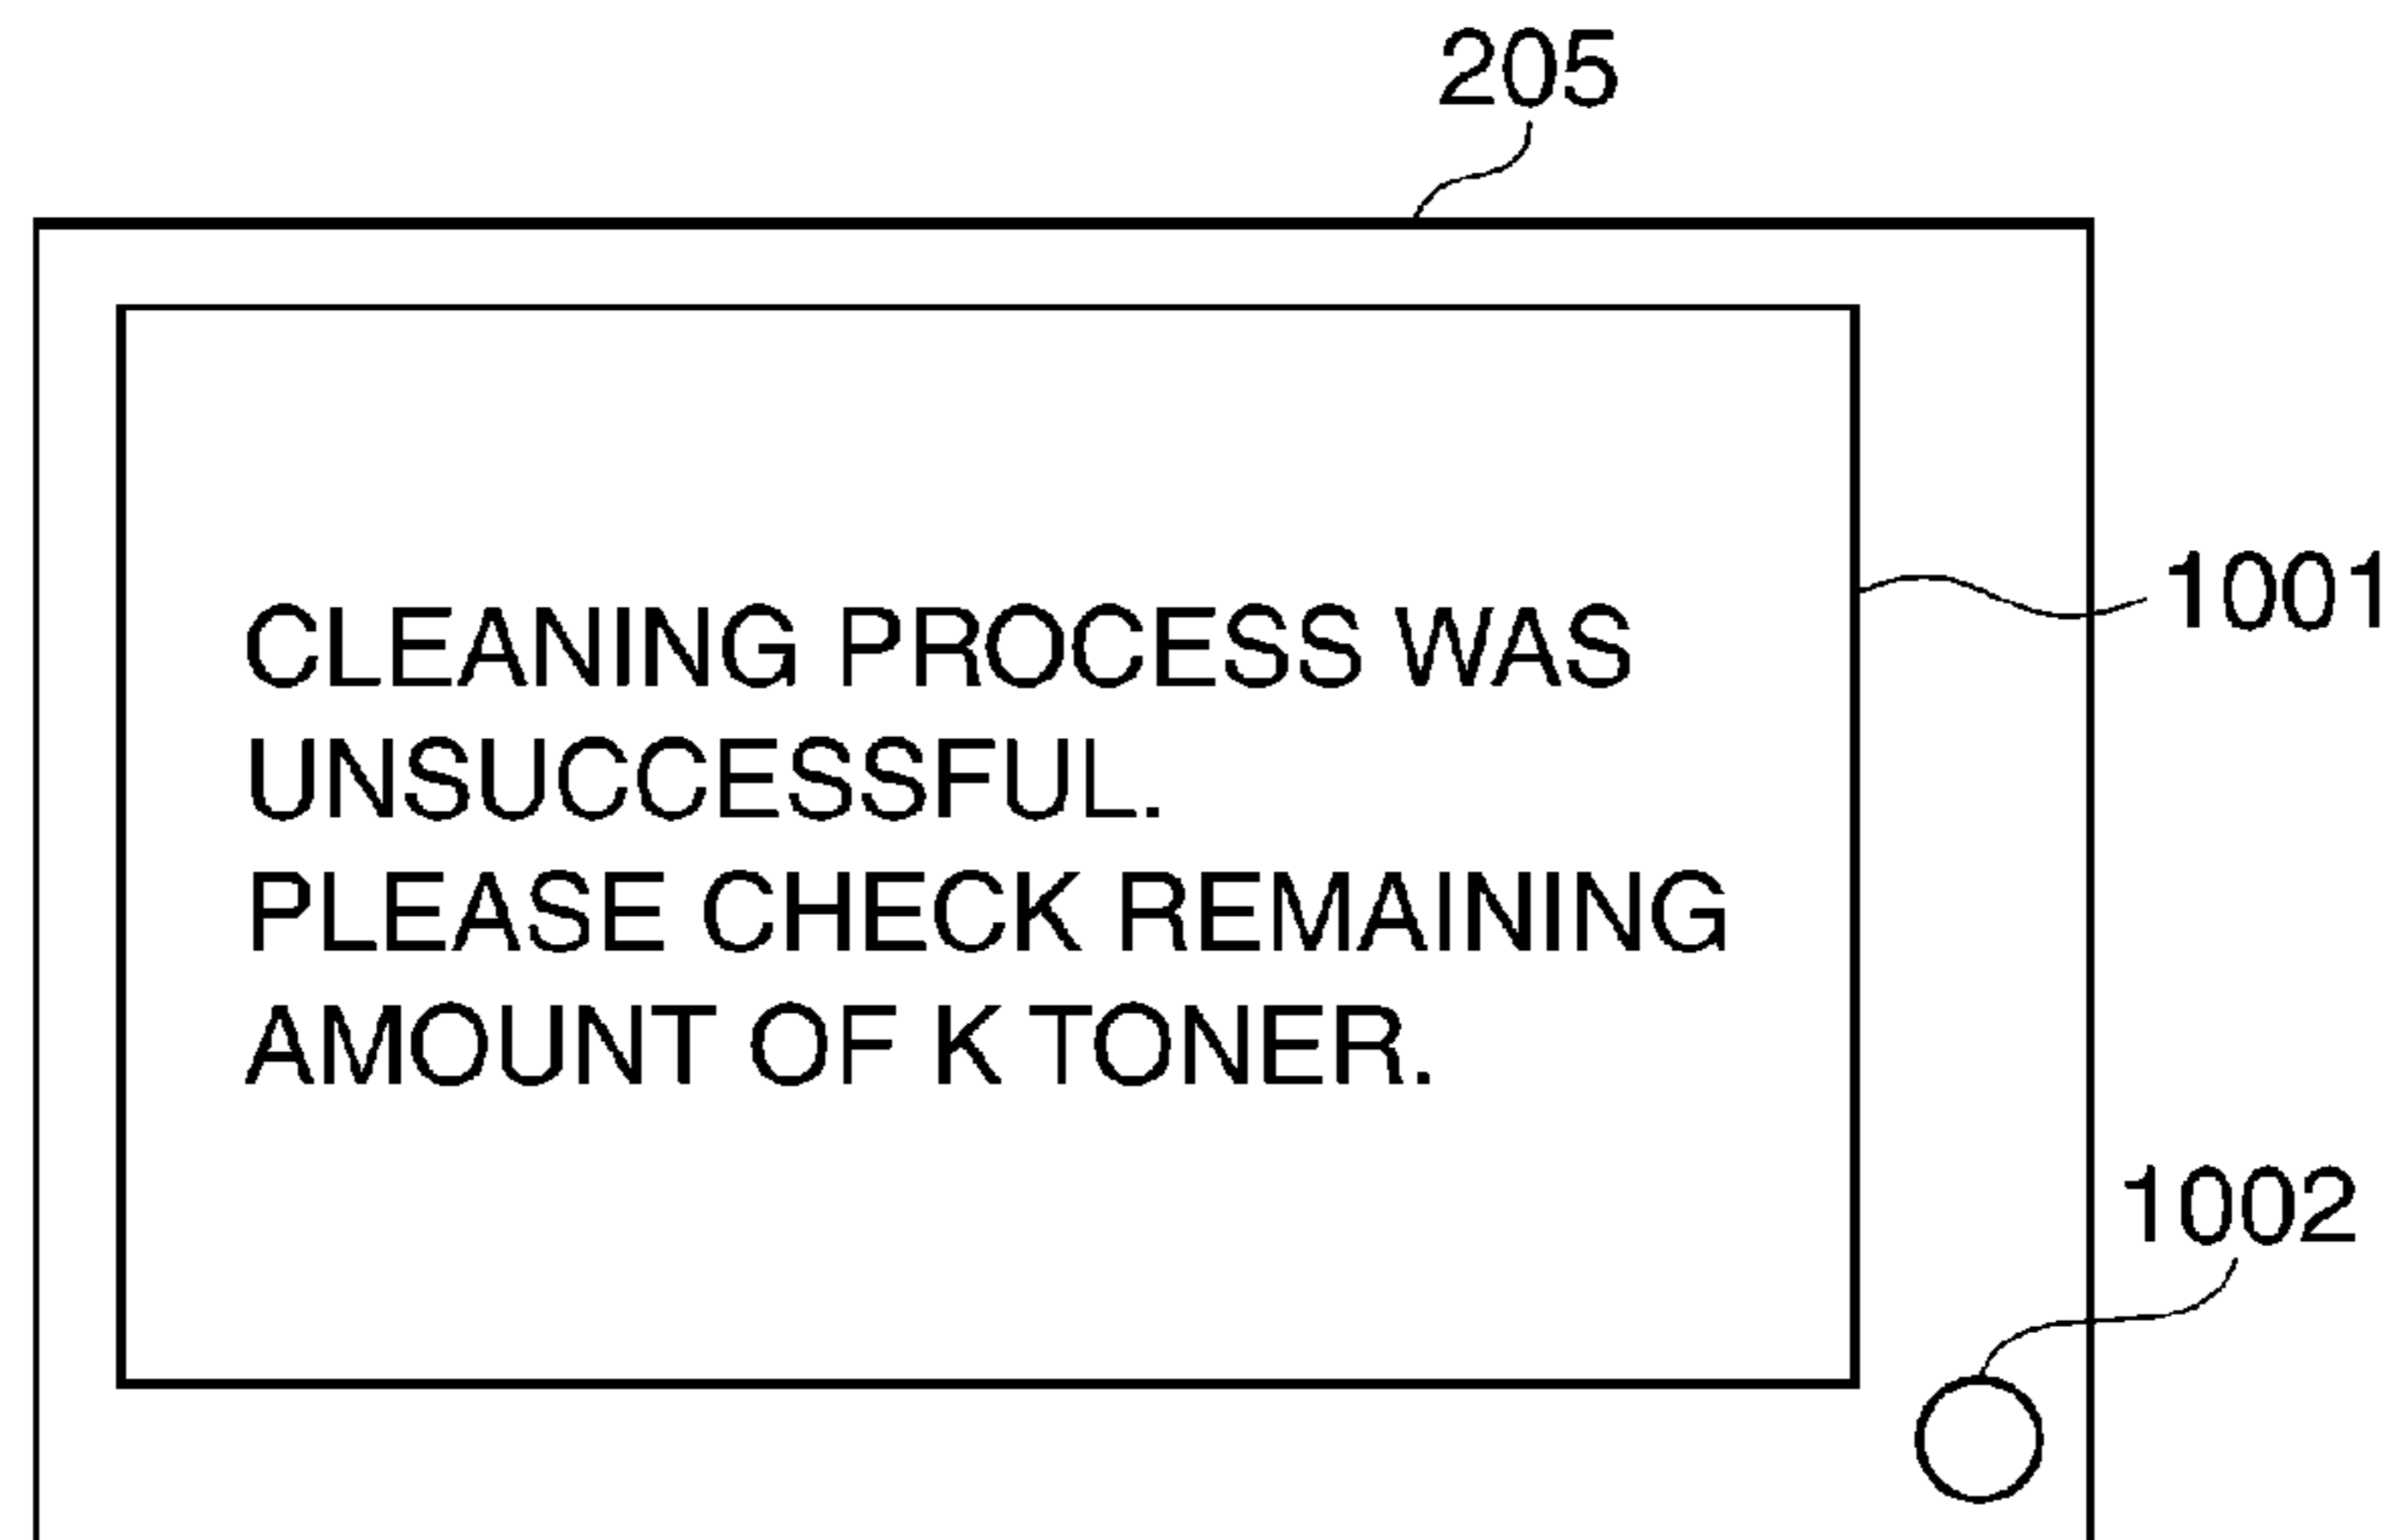 205
CLEANING PROCESS WAS
UNSUCCESSFUL.
PLEASE CHECK REMAINING
AMOUNT OF K TONER.
1001
1002